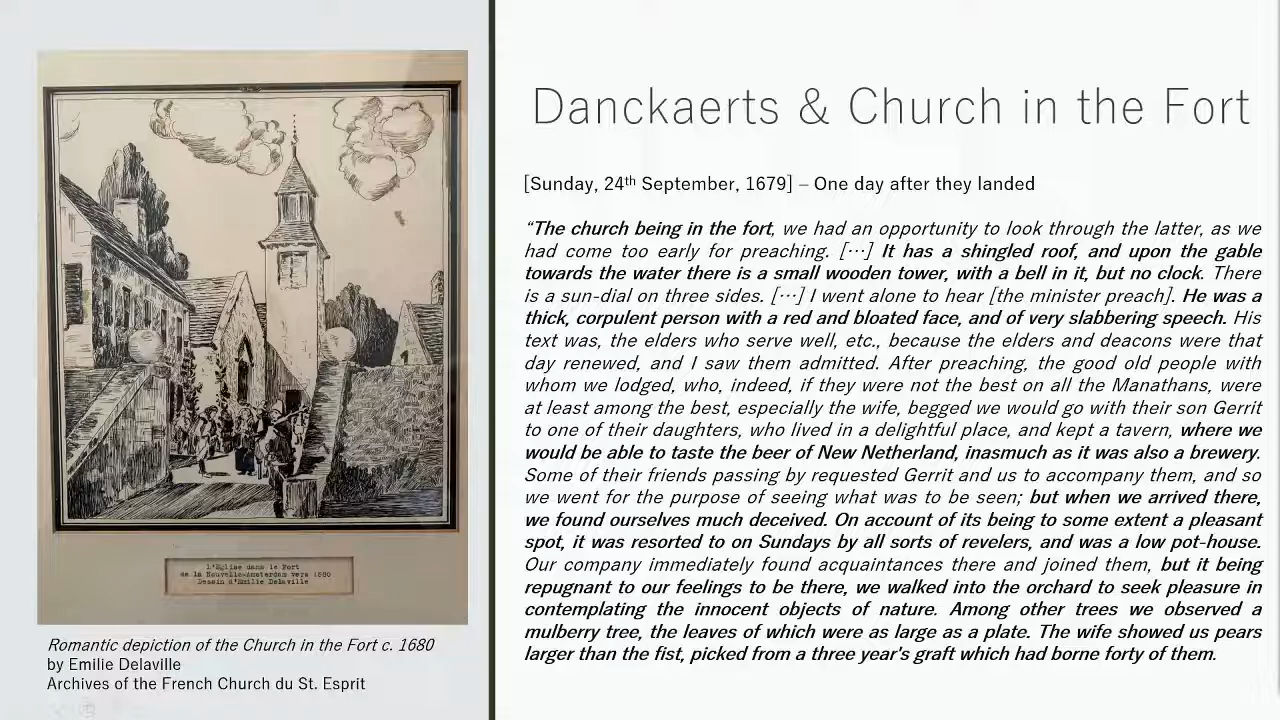 Danckaerts & Church in the Fort
[Sunday, 24th September, 1679] – One day after they landed
“The church being in the fort, we had an opportunity to look through the latter, as we
had come too early for preaching. […] It has a shingled roof, and upon the gable
towards the water there is a small wooden tower, with a bell in it, but no clock. There
is a sun-dial on three sides. […] I went alone to hear [the minister preach]. He was a
thick, corpulent person with a red and bloated face, and of very slabbering speech. His
text was, the elders who serve well, etc., because the elders and deacons were that
day renewed, and I saw them admitted. After preaching, the good old people with
whom we lodged, who, indeed, if they were not the best on all the Manathans, were
at least among the best, especially the wife, begged we would go with their son Gerrit
to one of their daughters, who lived in a delightful place, and kept a tavern, where we
would be able to taste the beer of New Netherland, inasmuch as it was also a brewery.
Some of their friends passing by requested Gerrit and us to accompany them, and so
we went for the purpose of seeing what was to be seen; but when we arrived there,
we found ourselves much deceived. On account of its being to some extent a pleasant
spot, it was resorted to on Sundays by all sorts of revelers, and was a low pot-house.
Our company immediately found acquaintances there and joined them, but it being
repugnant to our feelings to be there, we walked into the orchard to seek pleasure in
contemplating the innocent objects of nature. Among other trees we observed a
mulberry tree, the leaves of which were as large as a plate. The wife showed us pears
larger than the fist, picked from a three year's graft which had borne forty of them.
L'Eglise dans le Fort
de la Nouvelle-Amsterdam vers 1680
Dessin d'Emilie Delaville
Romantic depiction of the Church in the Fort c. 1680
by Emilie Delaville
Archives of the French Church du St. Esprit